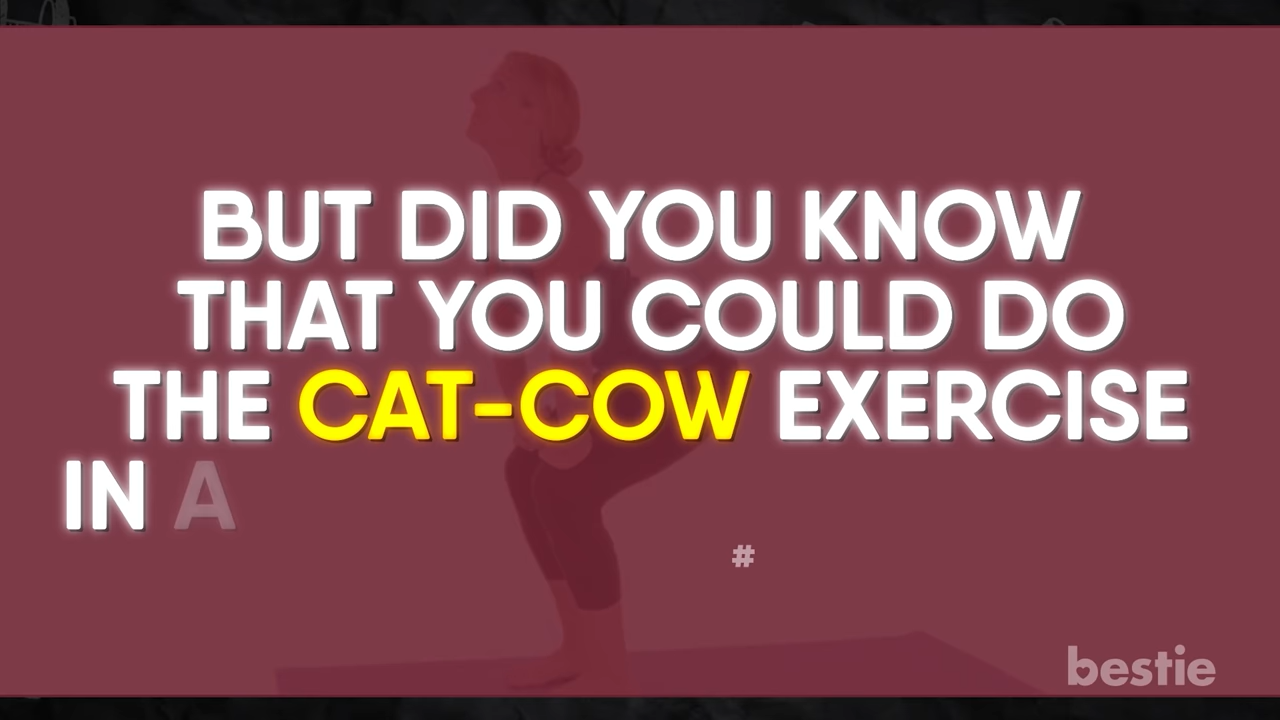 BUT DID YOU KNOW
THAT YOU COULD DO
THE CAT-COW EXERCISE
IN A
#
bestie